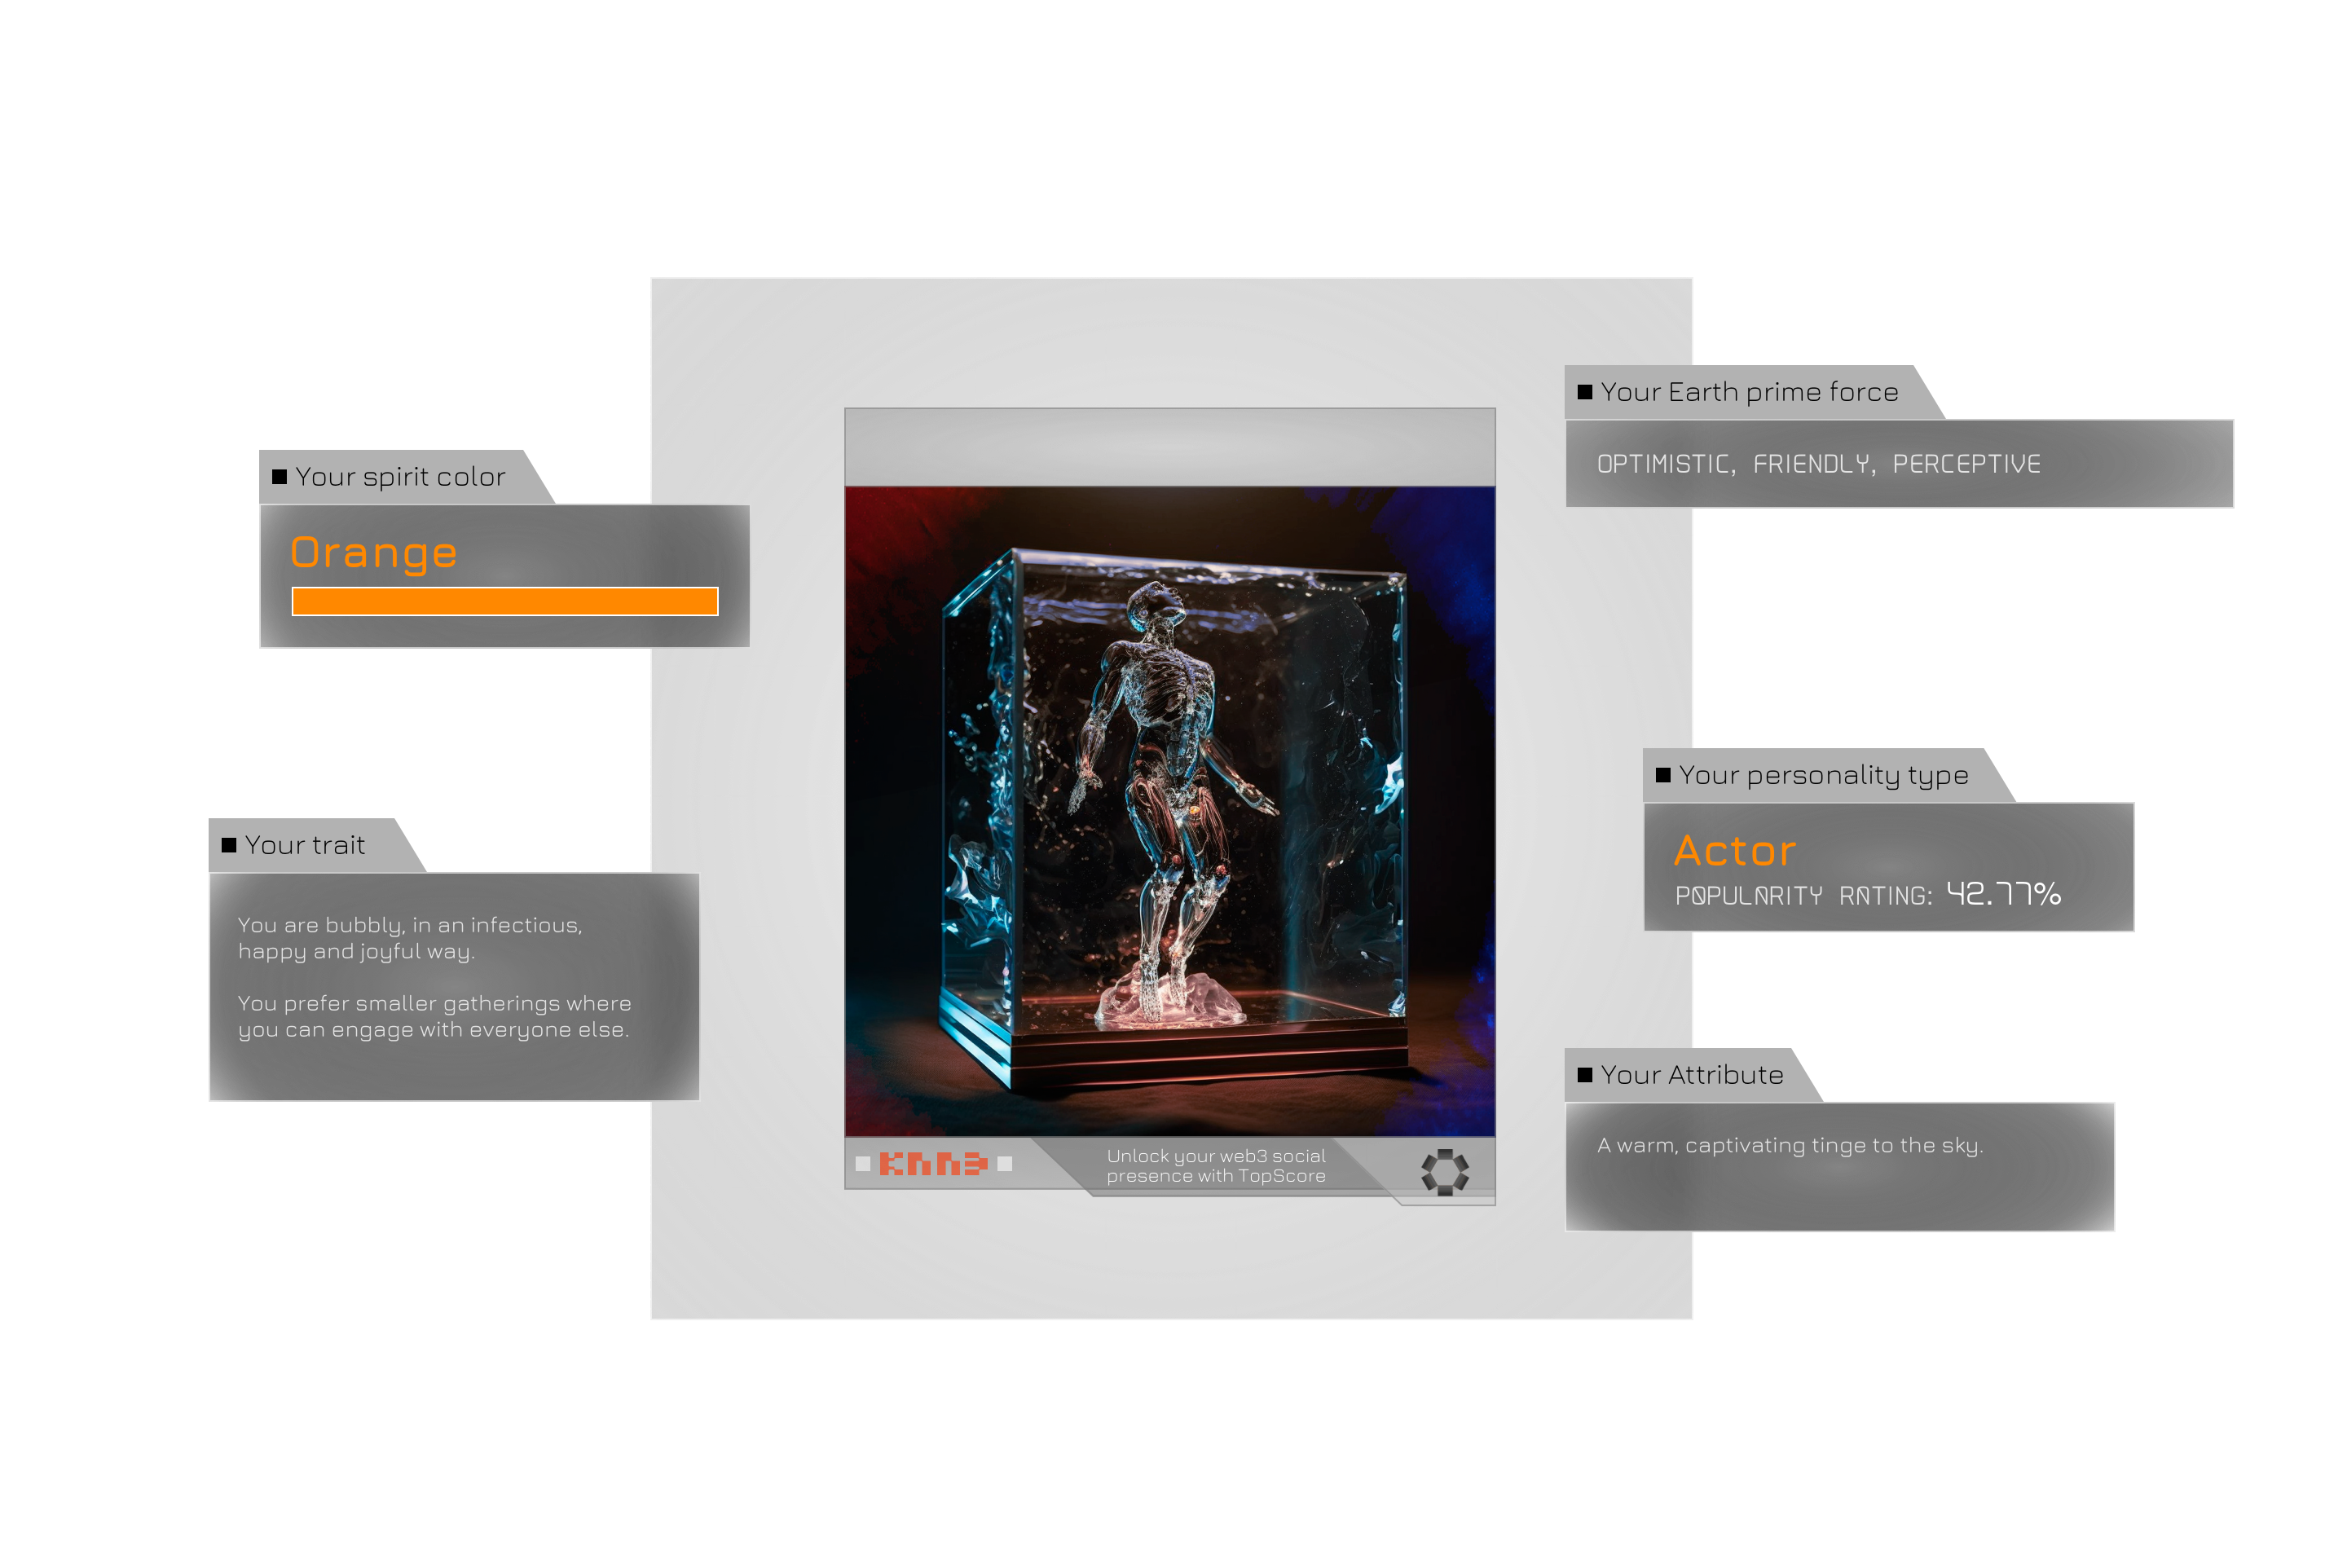 Your spirit color
Orange
Your trait
You are bubbly, in an infectious,
happy and joyful way.
You prefer smaller gatherings where
you can engage with everyone else.
KNN3
Unlock your web3 social
presence with TopScore
Your Earth prime force
OPTIMISTIC, FRIENDLY, PERCEPTIVE
Your personality type
Actor
POPULARITY RATING: 42.77%
Your Attribute
A warm, captivating tinge to the sky.